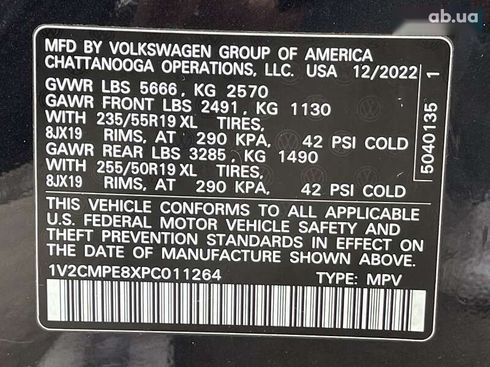 ab.ua
MFD BY VOLKSWAGEN GROUP OF AMERICA
CHATTANOOGA OPERATIONS, LLC. USA 12/2022
GVWR LBS 5666, KG 2570
GAWR FRONT LBS 2491, KG 1130
WITH 235/55R19 XL TIRES,
8JX19 RIMS, AT 290 KPA, 42 PSI COLD
GAWR REAR LBS 3285, KG 1490
WITH 255/50R19 XL TIRES,
8JX19 RIMS, AT 290 KPA, 42 PSI COLD
THIS VEHICLE CONFORMS TO ALL APPLICABLE
U.S. FEDERAL MOTOR VEHICLE SAFETY AND
THEFT PREVENTION STANDARDS IN EFFECT ON THE
DATE OF MANUFACTURE SHOWN ABOVE.
1V2CMPE8XPC011264 TYPE: MPV
5040135 1